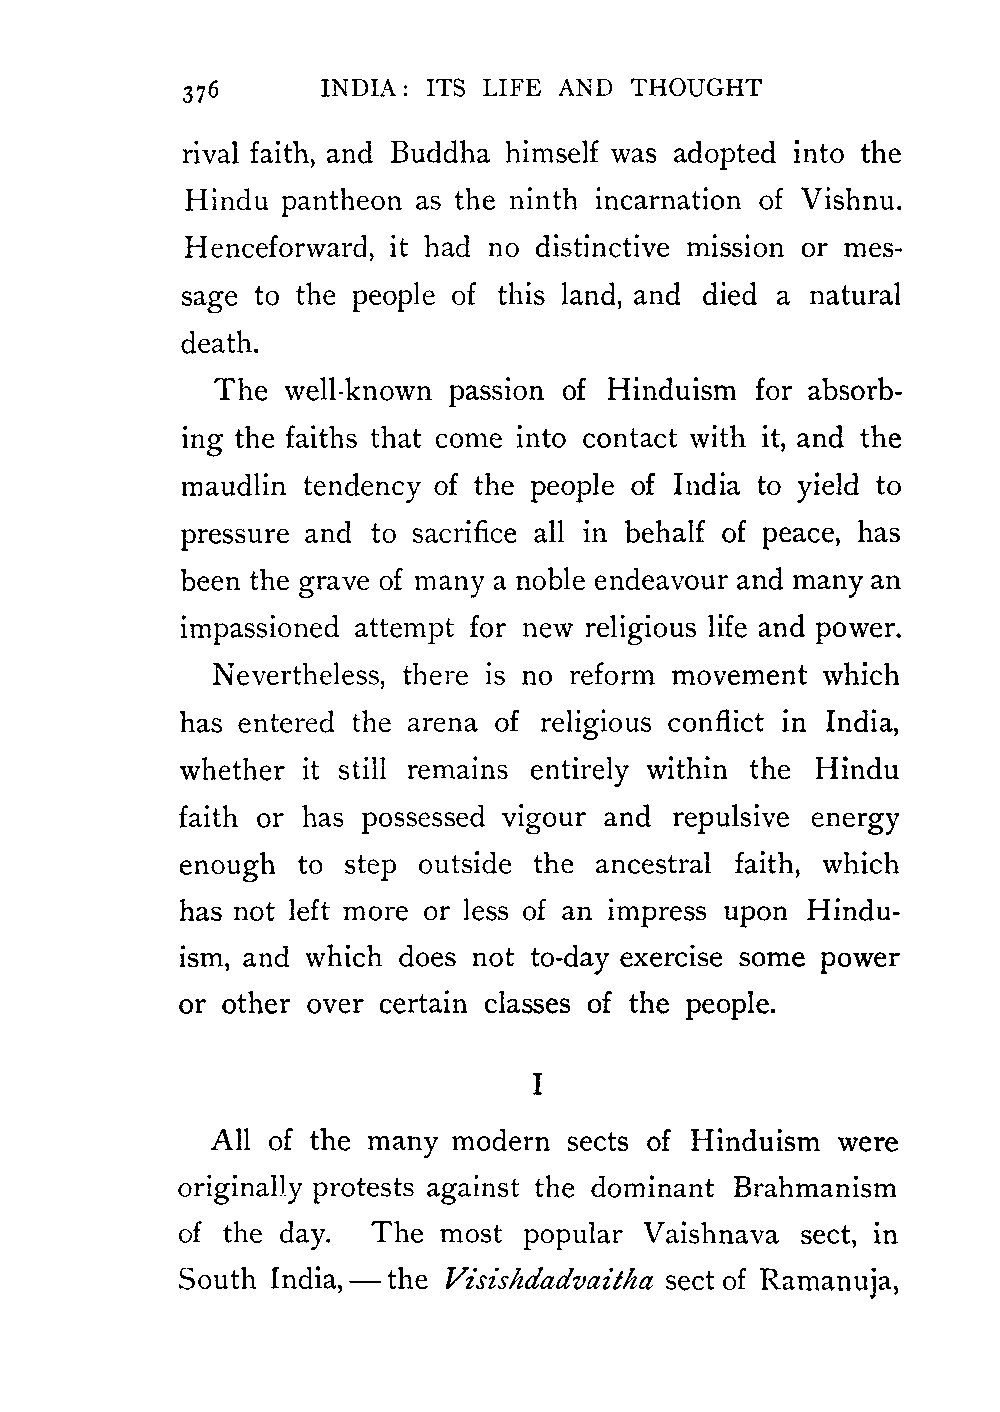 376 INDIA: ITS LIFE AND THOUGHT
rival faith, and Buddha himself was adopted into the
Hindu pantheon as the ninth incarnation of Vishnu.
Henceforward, it had no distinctive mission or mes-
sage to the people of this land, and died a natural
death.
The well-known passion of Hinduism for absorb-
ing the faiths that come into contact with it, and the
maudlin tendency of the people of India to yield to
pressure and to sacrifice all in behalf of peace, has
been the grave of many a noble endeavour and many an
impassioned attempt for new religious life and power.
Nevertheless, there is no reform movement which
has entered the arena of religious conflict in India,
whether it still remains entirely within the Hindu
faith or has possessed vigour and repulsive energy
enough to step outside the ancestral faith, which
has not left more or less of an impress upon Hindu-
ism, and which does not to-day exercise some power
or other over certain classes of the people.
I
All of the many modern sects of Hinduism were
originally protests against the dominant Brahmanism
of the day. The most popular Vaishnava sect, in
South India,—the Visishdadvaitha sect of Ramanuja,